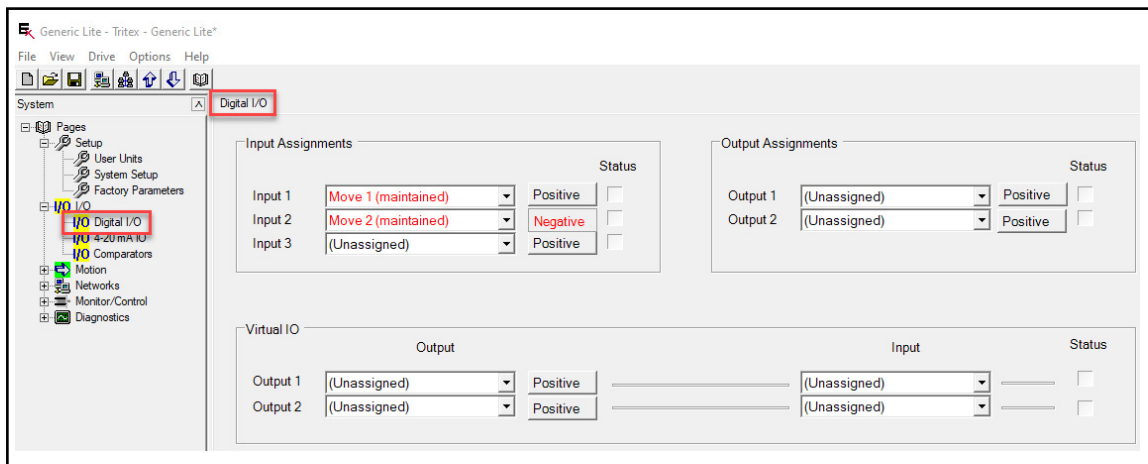 Generic Lite - Tritex - Generic Lite*
File View Drive Options Help
System
Digital I/O
Pages
Setup
User Units
System Setup
Factory Parameters
I/O I/O
I/O Digital I/O
I/O 4-20 mA IO
I/O Comparators
Motion
Networks
Monitor/Control
Diagnostics
Input Assignments
Status
Input 1 Move 1 (maintained) Positive
Input 2 Move 2 (maintained) Negative
Input 3 (Unassigned) Positive
Output Assignments
Status
Output 1 (Unassigned) Positive
Output 2 (Unassigned) Positive
Virtual IO
Output Input Status
Output 1 (Unassigned) Positive (Unassigned)
Output 2 (Unassigned) Positive (Unassigned)